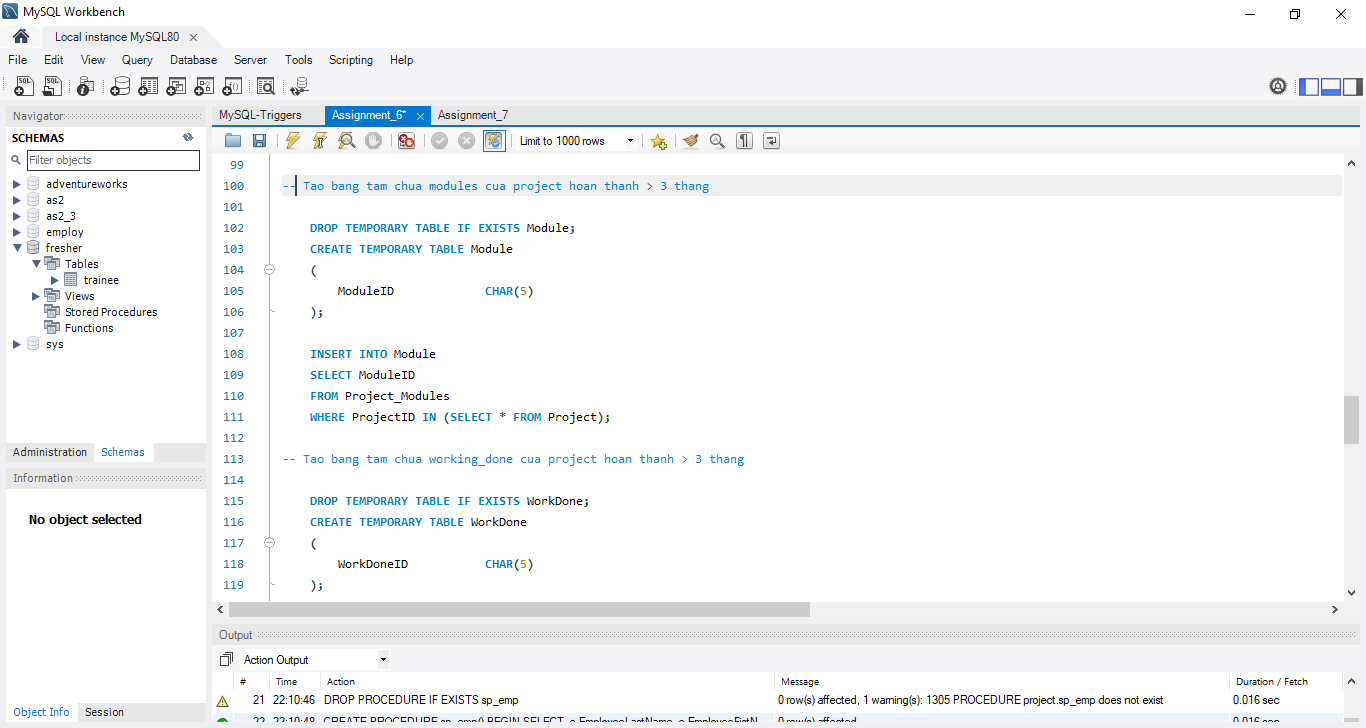 MySQL Workbench
Local instance MySQL80
File Edit View Query Database Server Tools Scripting Help
Navigator
SCHEMAS
Filter objects
adventureworks
as2
as2_3
employ
fresher
Tables
trainee
Views
Stored Procedures
Functions
sys
Administration Schemas
Information
No object selected
Object Info Session
MySQL-Triggers Assignment_6* Assignment_7
Limit to 1000 rows
99
100 -- Tao bang tam chua modules cua project hoan thanh > 3 thang
101
102 DROP TEMPORARY TABLE IF EXISTS Module;
103 CREATE TEMPORARY TABLE Module
104 (
105 ModuleID CHAR(5)
106 );
107
108 INSERT INTO Module
109 SELECT ModuleID
110 FROM Project_Modules
111 WHERE ProjectID IN (SELECT * FROM Project);
112
113 -- Tao bang tam chua working_done cua project hoan thanh > 3 thang
114
115 DROP TEMPORARY TABLE IF EXISTS WorkDone;
116 CREATE TEMPORARY TABLE WorkDone
117 (
118 WorkDoneID CHAR(5)
119 );
Output
Action Output
# Time Action Message Duration / Fetch
21 22:10:46 DROP PROCEDURE IF EXISTS sp_emp 0 row(s) affected, 1 warning(s): 1305 PROCEDURE project.sp_emp does not exist 0.016 sec
22 22:10:48 CREATE PROCEDURE sp_emp() BEGIN SELECT 0 row(s) affected 0.016 sec